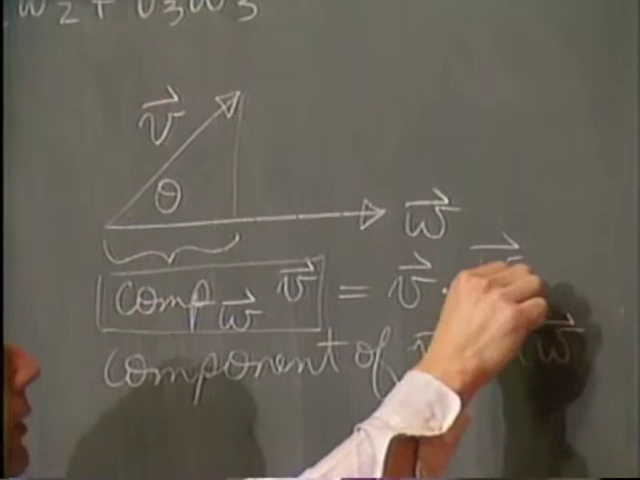 w₂ + v₃w₃
v⃗
θ
w⃗
comp_w⃗ v⃗ = v⃗ · w⃗
component of v⃗ w⃗